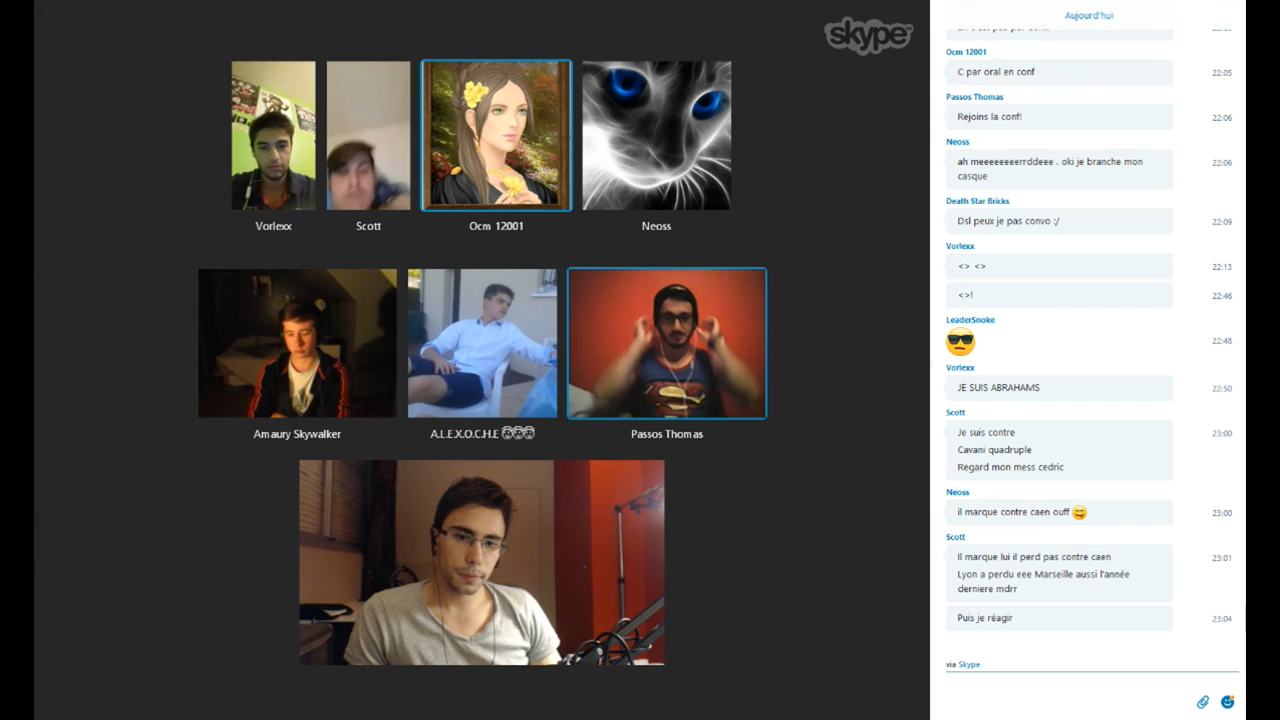 skype™
Vorlexx
Scott
Ocm 12001
Neoss
Amaury Skywalker
A.L.E.X.O.C.H.E
Passos Thomas
Aujourd'hui
Ocm 12001
C par oral en conf 22:05
Passos Thomas
Rejoins la conf! 22:06
Neoss
ah meeeeeeerrddeee . oki je branche mon 22:06
casque
Death Star Bricks
Dsl peux je pas convo :/ 22:09
Vorlexx
<> <> 22:13
<>! 22:46
LeaderSnoke
22:48
Vorlexx
JE SUIS ABRAHAMS 22:50
Scott
Je suis contre 23:00
Cavani quadruple
Regard mon mess cedric
Neoss
il marque contre caen ouff 23:00
Scott
Il marque lui il perd pas contre caen 23:01
Lyon a perdu eee Marseille aussi l'année
derniere mdrr
Puis je réagir 23:04
via Skype